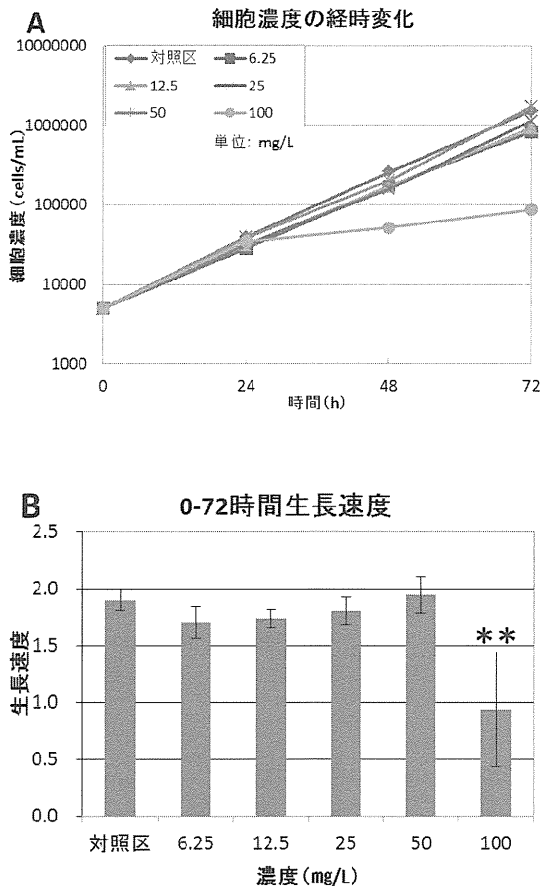 A
細胞濃度の経時変化
対照区 6.25
12.5 25
50 100
単位: mg/L
細胞濃度(cells/mL)
10000000
1000000
100000
10000
1000
0 24 48 72
時間(h)
B
0-72時間生長速度
生長速度
2.5
2.0
1.5
1.0
0.5
0.0
**
対照区 6.25 12.5 25 50 100
濃度(mg/L)